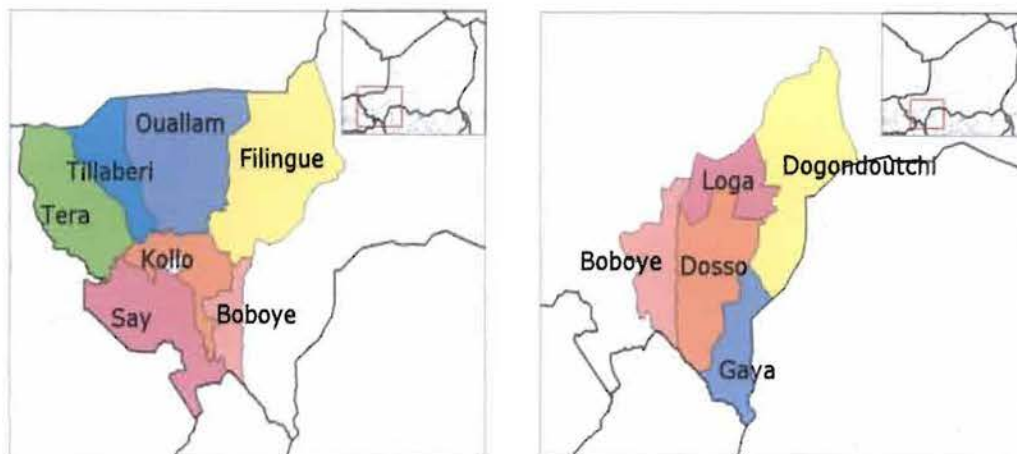 Ouallam
Filingue
Tillaberi
Tera
Kollo
Say
Boboye
Dogondoutchi
Loga
Boboye
Dosso
Gaya